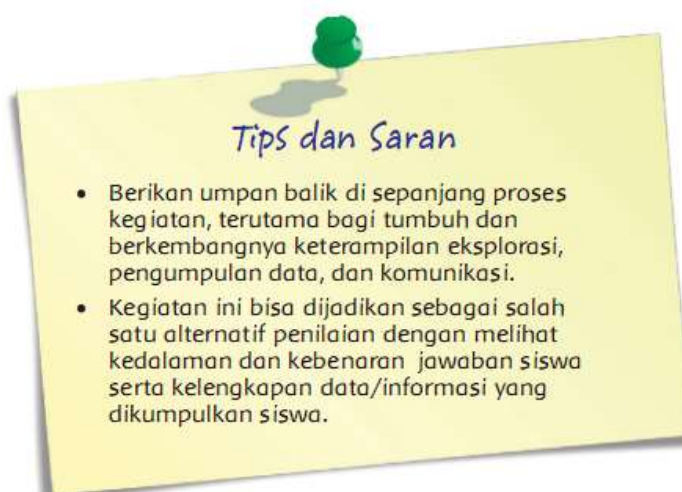 Tips dan Saran
• Berikan umpan balik di sepanjang proses
kegiatan, terutama bagi tumbuh dan
berkembangnya keterampilan eksplorasi,
pengumpulan data, dan komunikasi.
• Kegiatan ini bisa dijadikan sebagai salah
satu alternatif penilaian dengan melihat
kedalaman dan kebenaran jawaban siswa
serta kelengkapan data/informasi yang
dikumpulkan siswa.